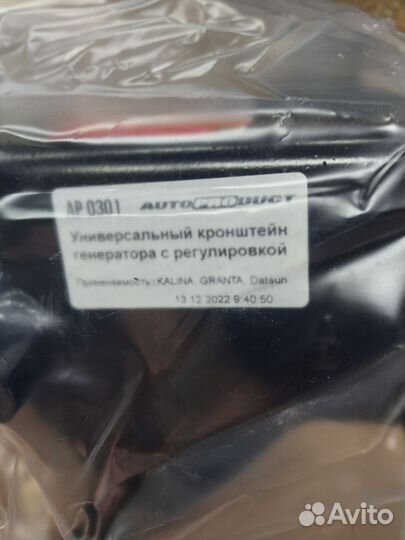 AP 0301 AUTOPRODUCT
Универсальный кронштейн
генератора с регулировкой
Применяемость: KALINA, GRANTA, Datsun
13.12.2022 9:40:50
Avito